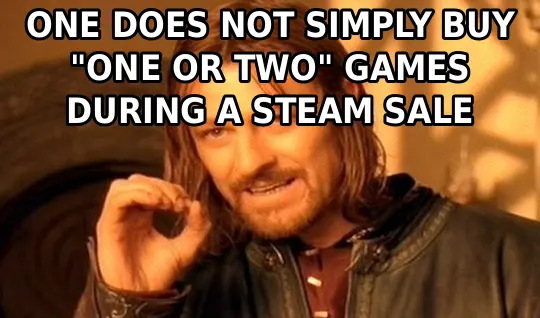 ONE DOES NOT SIMPLY BUY
"ONE OR TWO" GAMES
DURING A STEAM SALE